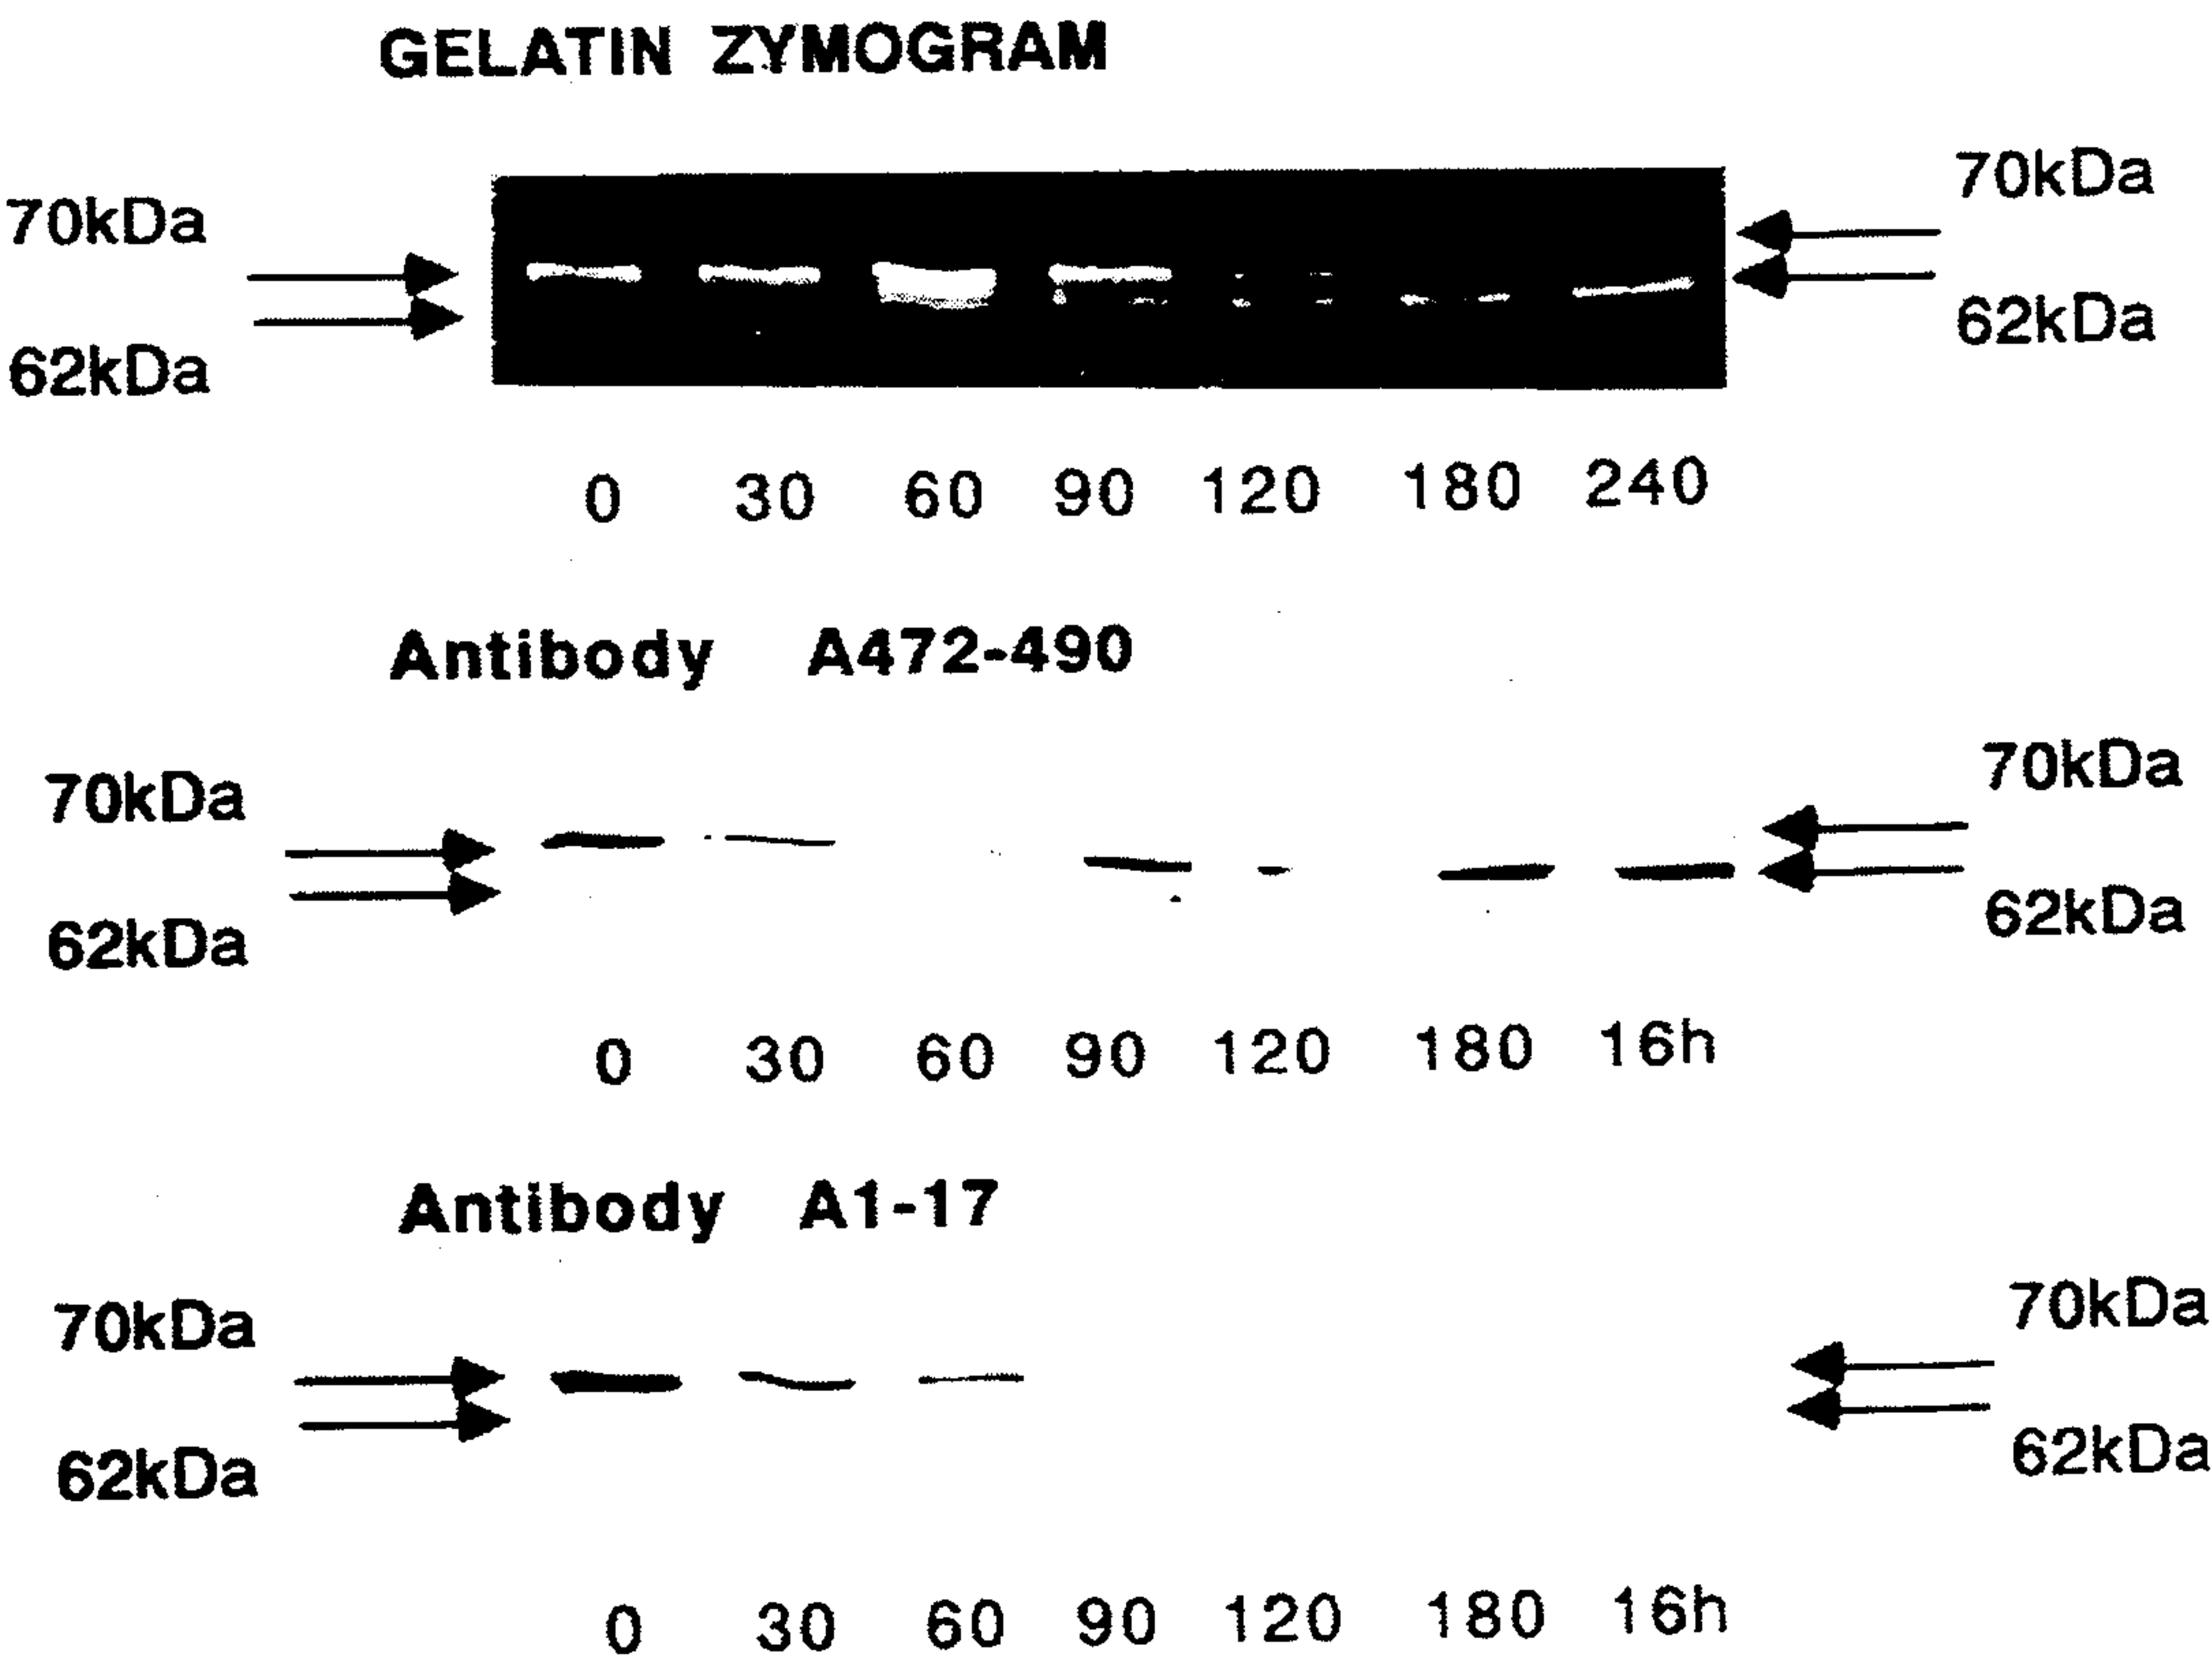 GELATIN ZYMOGRAM
70kDa
70kDa
62kDa
62kDa
0 30 60 90 120 180 240
Antibody A472-490
70kDa
70kDa
62kDa
62kDa
0 30 60 90 120 180 16h
Antibody A1-17
70kDa
70kDa
62kDa
62kDa
0 30 60 90 120 180 16h